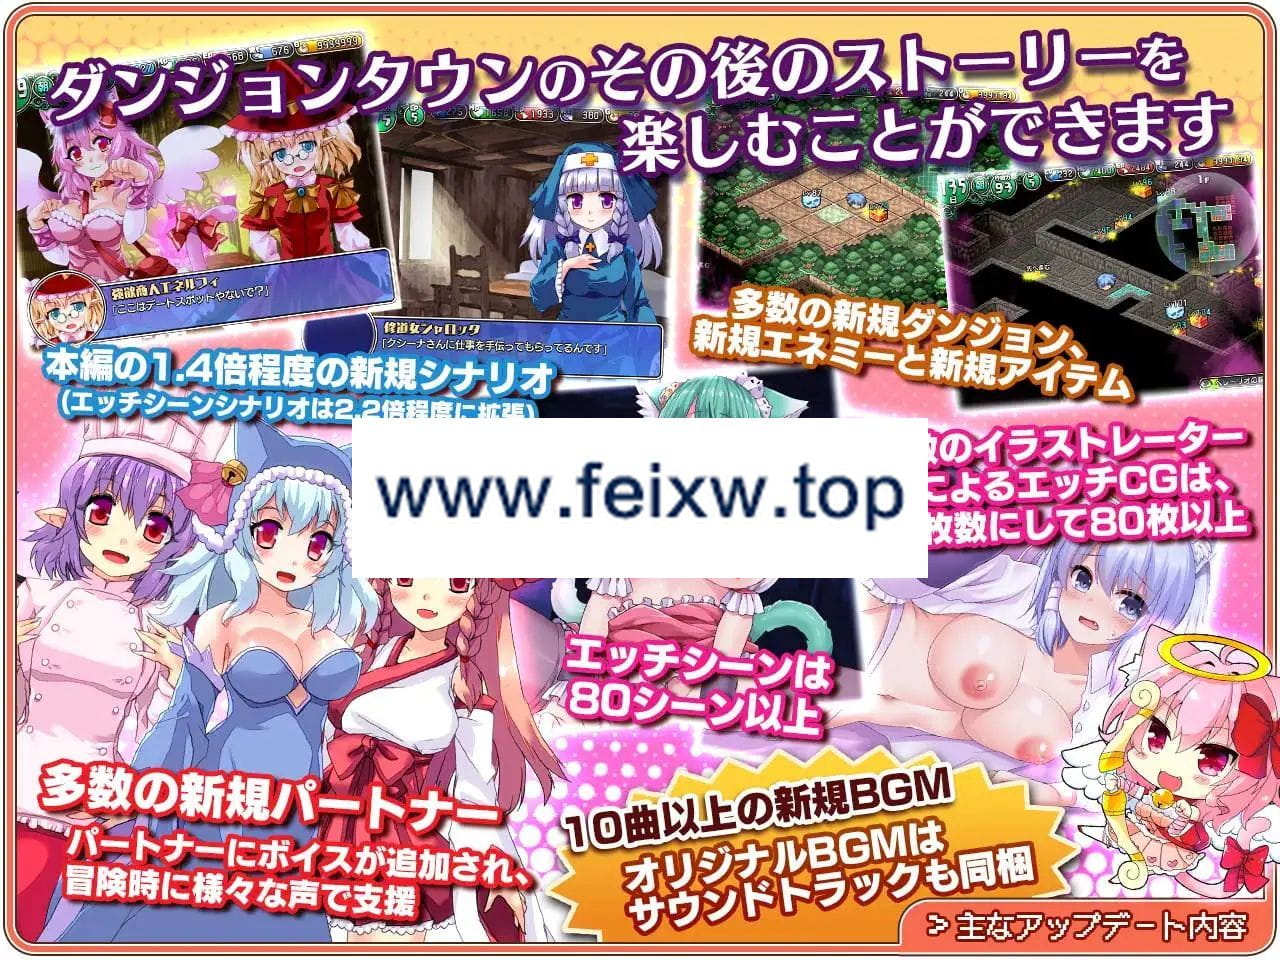 ダンジョンタウンのその後のストーリーを
楽しむことができます
強欲商人エネルフィ
「ここはデートスポットやないで?」
修道女シャロッタ
「クシーナさんに仕事を手伝ってもらってるんです」
本編の1.4倍程度の新規シナリオ
(エッチシーンシナリオは2.2倍程度に拡張)
多数の新規ダンジョン、
新規エネミーと新規アイテム
数のイラストレーター
によるエッチCGは、
枚数にして80枚以上
www.feixw.top
エッチシーンは
80シーン以上
多数の新規パートナー
パートナーにボイスが追加され、
冒険時に様々な声で支援
10曲以上の新規BGM
オリジナルBGMは
サウンドトラックも同梱
> 主なアップデート内容